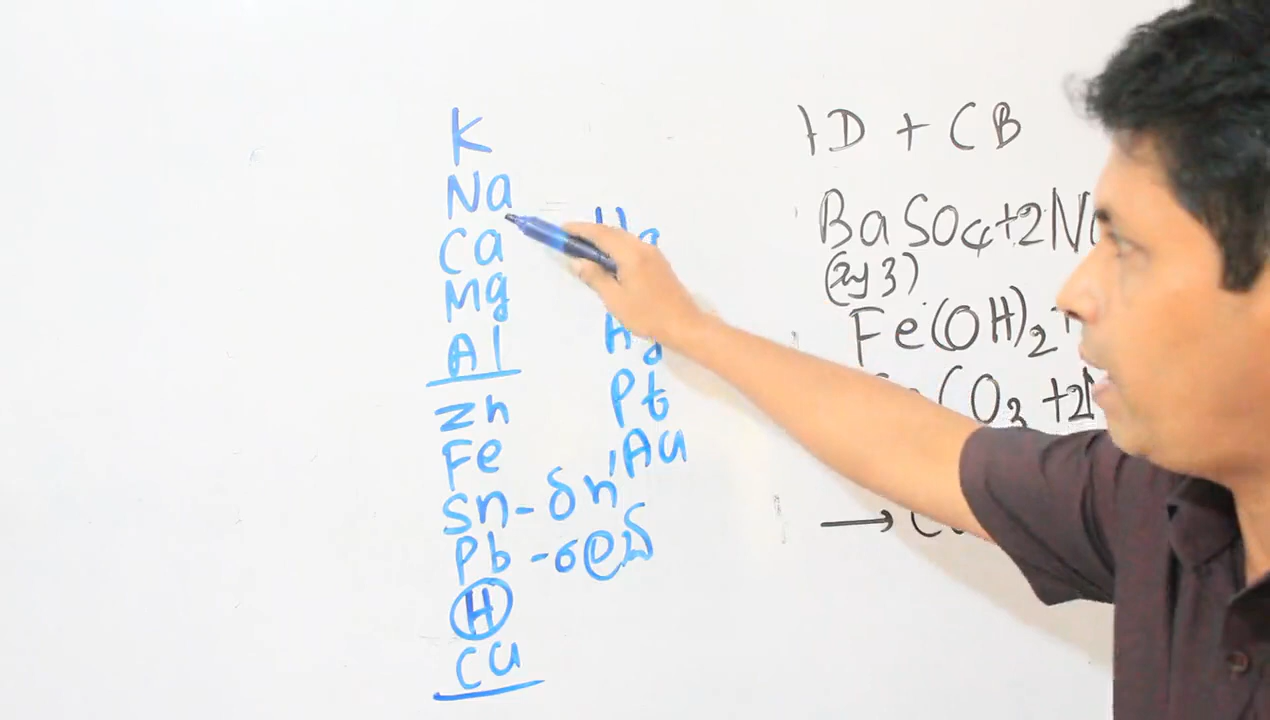 K
Na
Ca
Mg
Al
Zn
Fe
Sn- ටින්
Pb -ලෙඩ්
H
Cu
Pt
Au
AD + CB
BaSO₄+2N
Fe(OH)₂
CO₃ +2
→